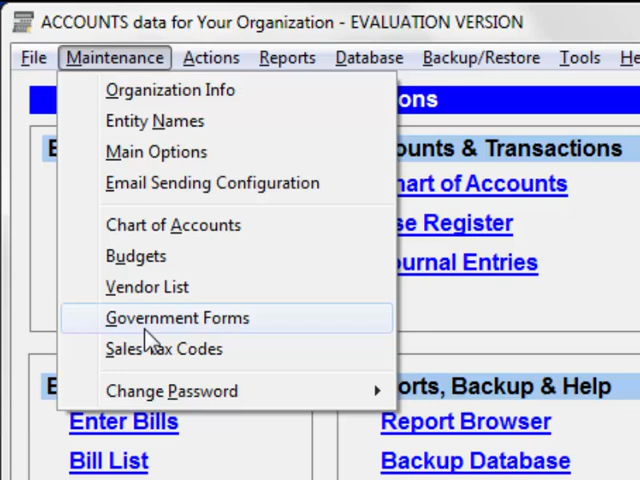 ACCOUNTS data for Your Organization - EVALUATION VERSION
File Maintenance Actions Reports Database Backup/Restore Tools
Organization Info
Entity Names
Main Options
Email Sending Configuration
Chart of Accounts
Budgets
Vendor List
Government Forms
Sales Tax Codes
Change Password
ons
ounts & Transactions
hart of Accounts
se Register
ournal Entries
Enter Bills
Bill List
orts, Backup & Help
Report Browser
Backup Database